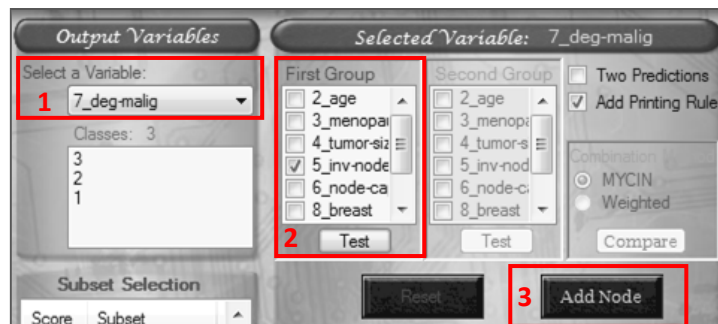 Output Variables
Selected Variable: 7_deg-malig
Select a Variable:
1 7_deg-malig
Classes: 3
3
2
1
Subset Selection
Score Subset
First Group
2_age
3_menopau
4_tumor-siz
5_inv-node
6_node-ca
8_breast
2 Test
Second Group
2_age
3_menopa
4_tumor-s
5_inv-nod
6_node-ca
8_breast
Test
Two Predictions
Add Printing Rule
Combination
MYCIN
Weighted
Compare
Reset
3 Add Node